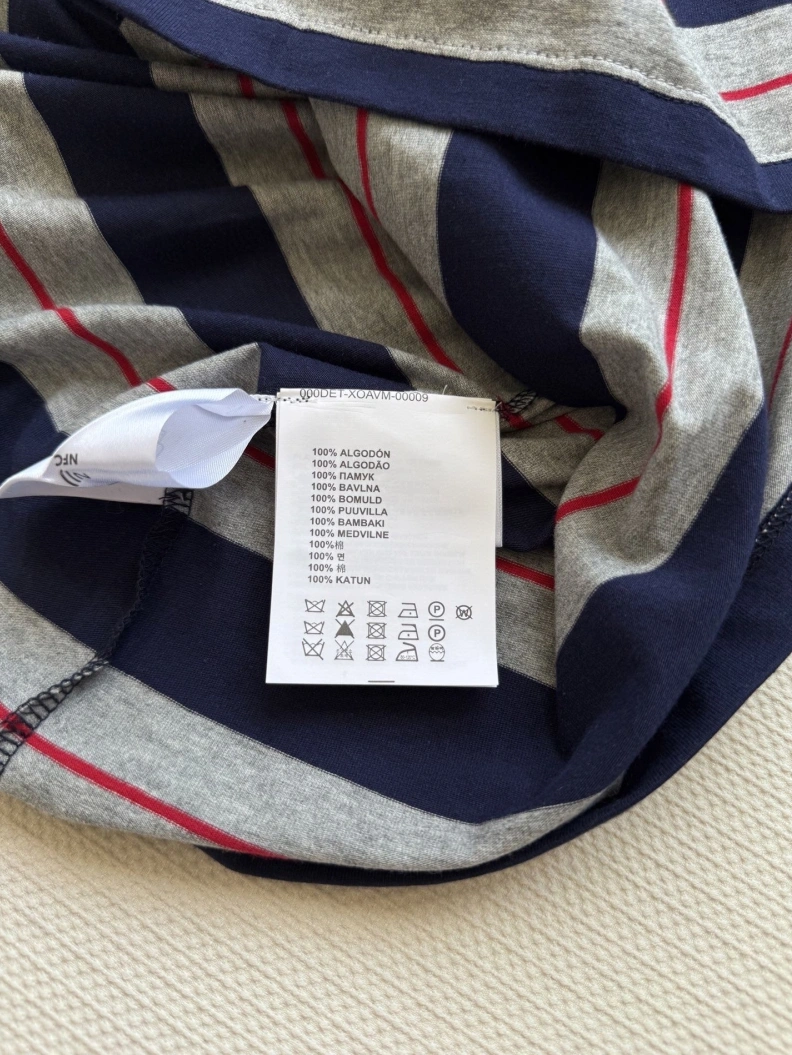 000DET-XOAVM-00009
100% ALGODÓN
100% ALGODÃO
100% ПАМУК
100% BAVLNA
100% BOMULD
100% PUUVILLA
100% BAMBAKI
100% MEDVILNE
100%棉
100% 면
100% 棉
100% KATUN
P W
P
NFC